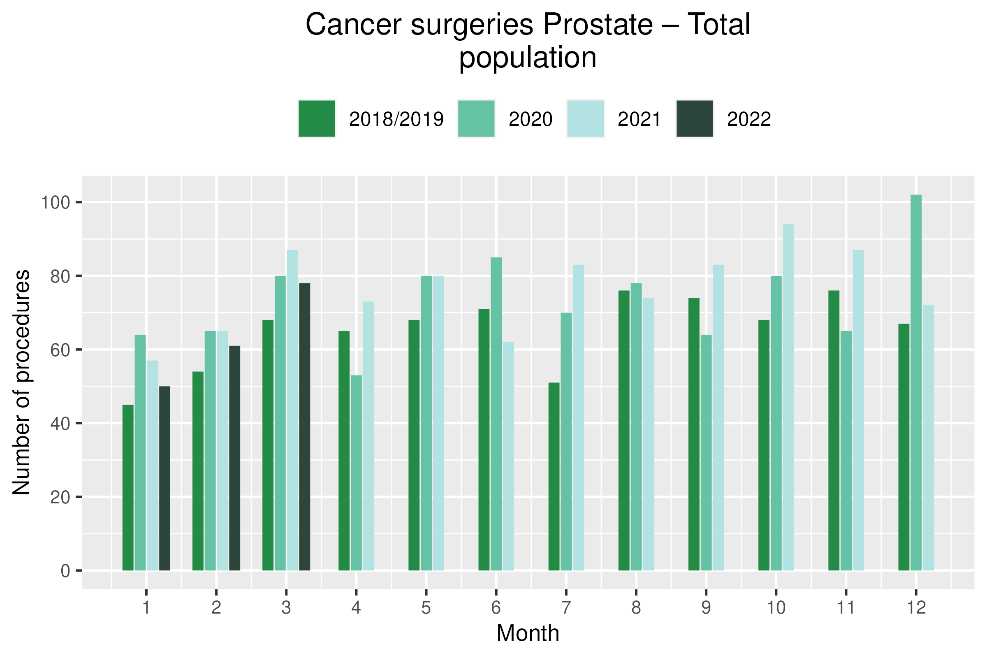 Cancer surgeries Prostate – Total
population
2018/2019 2020 2021 2022
Number of procedures
100
80
60
40
20
0
1 2 3 4 5 6 7 8 9 10 11 12
Month